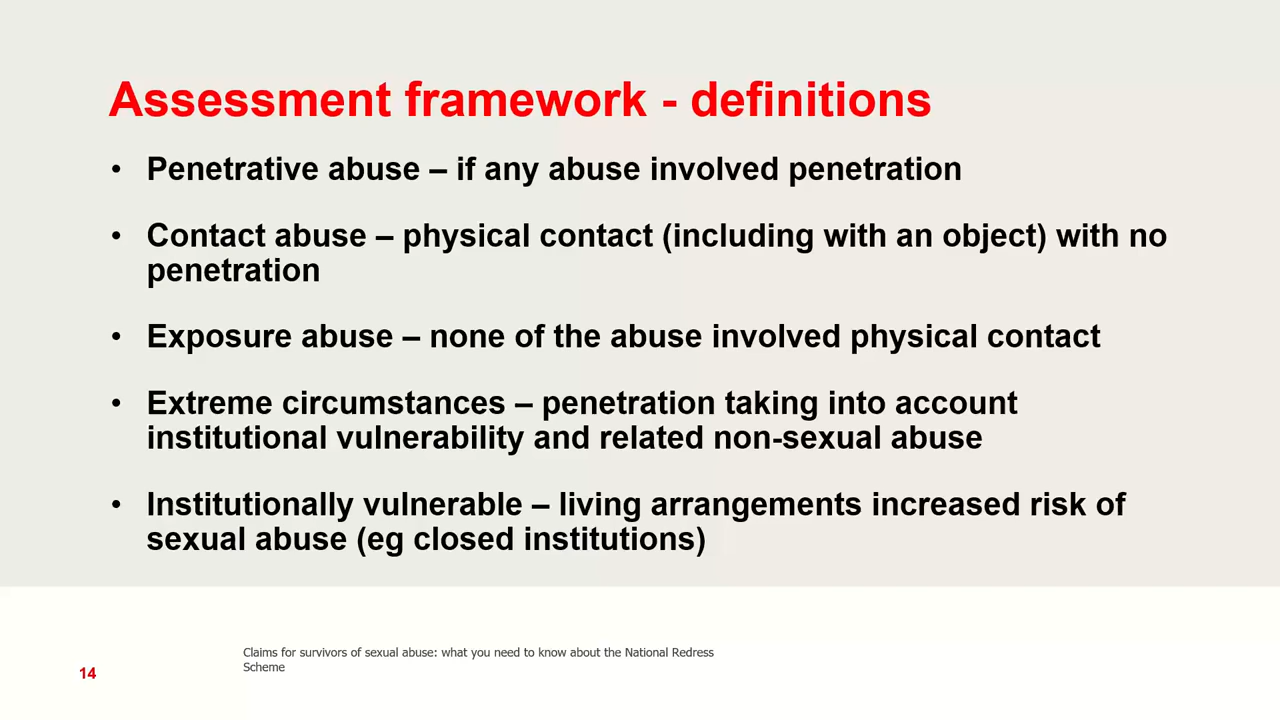 Assessment framework - definitions
• Penetrative abuse – if any abuse involved penetration
• Contact abuse – physical contact (including with an object) with no
penetration
• Exposure abuse – none of the abuse involved physical contact
• Extreme circumstances – penetration taking into account
institutional vulnerability and related non-sexual abuse
• Institutionally vulnerable – living arrangements increased risk of
sexual abuse (eg closed institutions)
Claims for survivors of sexual abuse: what you need to know about the National Redress
Scheme
14